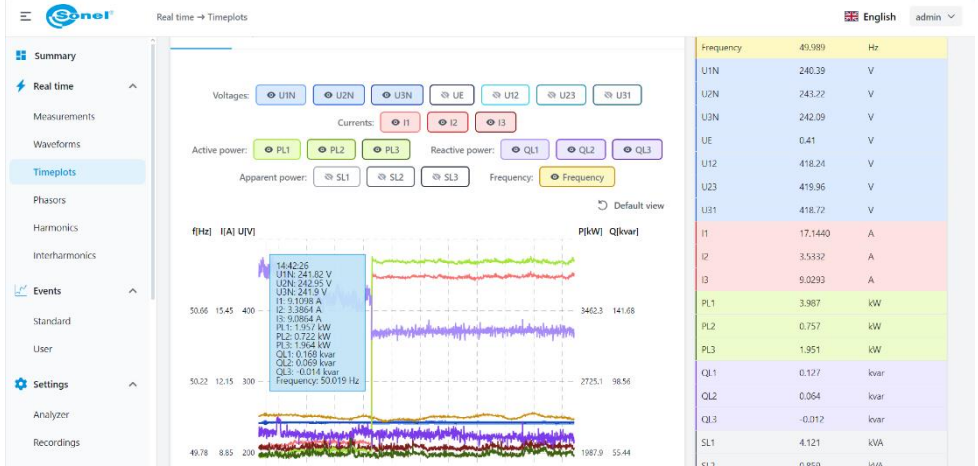 Sonel®
Real time → Timeplots
English
admin
Summary
Real time
Measurements
Waveforms
Timeplots
Phasors
Harmonics
Interharmonics
Events
Standard
User
Settings
Analyzer
Recordings
Voltages: U1N U2N U3N UE U12 U23 U31
Currents: I1 I2 I3
Active power: PL1 PL2 PL3 Reactive power: QL1 QL2 QL3
Apparent power: SL1 SL2 SL3 Frequency: Frequency
Default view
f[Hz] I[A] U[V] P[kW] Q[kvar]
50.66 15.45 400 3462.3 141.68
50.22 12.15 300 2725.1 98.56
49.78 8.85 200 1987.9 55.44
14:42:26
U1N: 241.82 V
U2N: 242.95 V
U3N: 241.9 V
I1: 9.1098 A
I2: 3.3864 A
I3: 9.0864 A
PL1: 1.957 kW
PL2: 0.722 kW
PL3: 1.964 kW
QL1: 0.168 kvar
QL2: 0.069 kvar
QL3: -0.014 kvar
Frequency: 50.019 Hz
Frequency 49.989 Hz
U1N 240.39 V
U2N 243.22 V
U3N 242.09 V
UE 0.41 V
U12 418.24 V
U23 419.96 V
U31 418.72 V
I1 17.1440 A
I2 3.5332 A
I3 9.0293 A
PL1 3.987 kW
PL2 0.757 kW
PL3 1.951 kW
QL1 0.127 kvar
QL2 0.064 kvar
QL3 -0.012 kvar
SL1 4.121 kVA
SL2 0.859 kVA